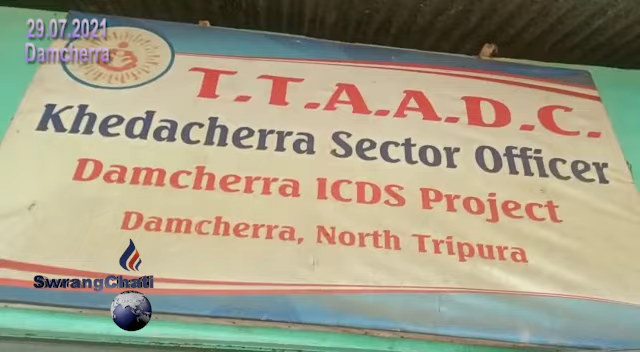 29.07.2021
Damcherra
T.T.A.A.D.C.
Khedacherra Sector Officer
Damcherra ICDS Project
Damcherra, North Tripura
SwrangChati